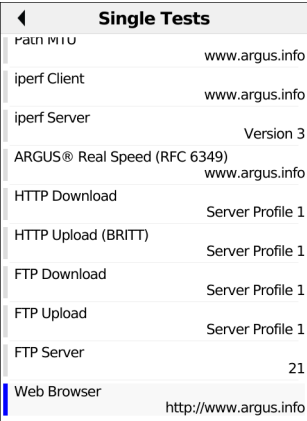 Single Tests
Path MTU
www.argus.info
iperf Client
www.argus.info
iperf Server
Version 3
ARGUS® Real Speed (RFC 6349)
www.argus.info
HTTP Download
Server Profile 1
HTTP Upload (BRITT)
Server Profile 1
FTP Download
Server Profile 1
FTP Upload
Server Profile 1
FTP Server
21
Web Browser
http://www.argus.info